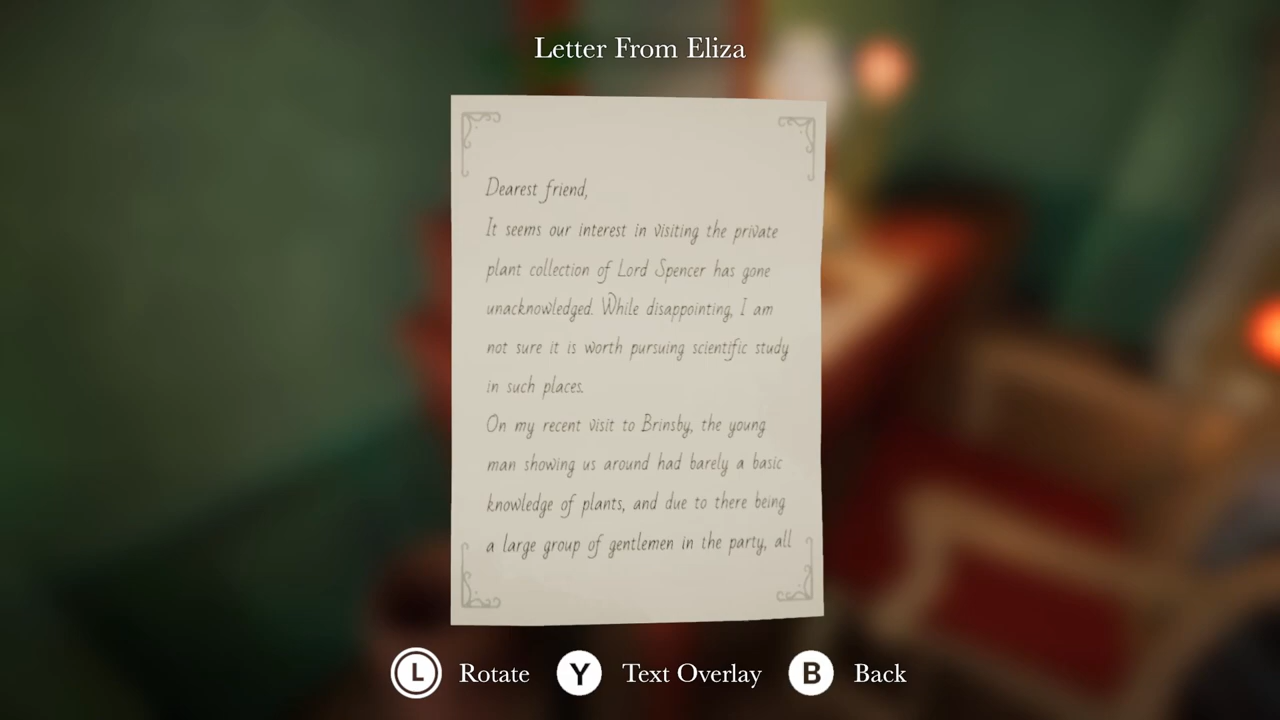 Letter From Eliza
Dearest friend,
It seems our interest in visiting the private
plant collection of Lord Spencer has gone
unacknowledged. While disappointing, I am
not sure it is worth pursuing scientific study
in such places.
On my recent visit to Brinsby, the young
man showing us around had barely a basic
knowledge of plants, and due to there being
a large group of gentlemen in the party, all
L Rotate Y Text Overlay B Back